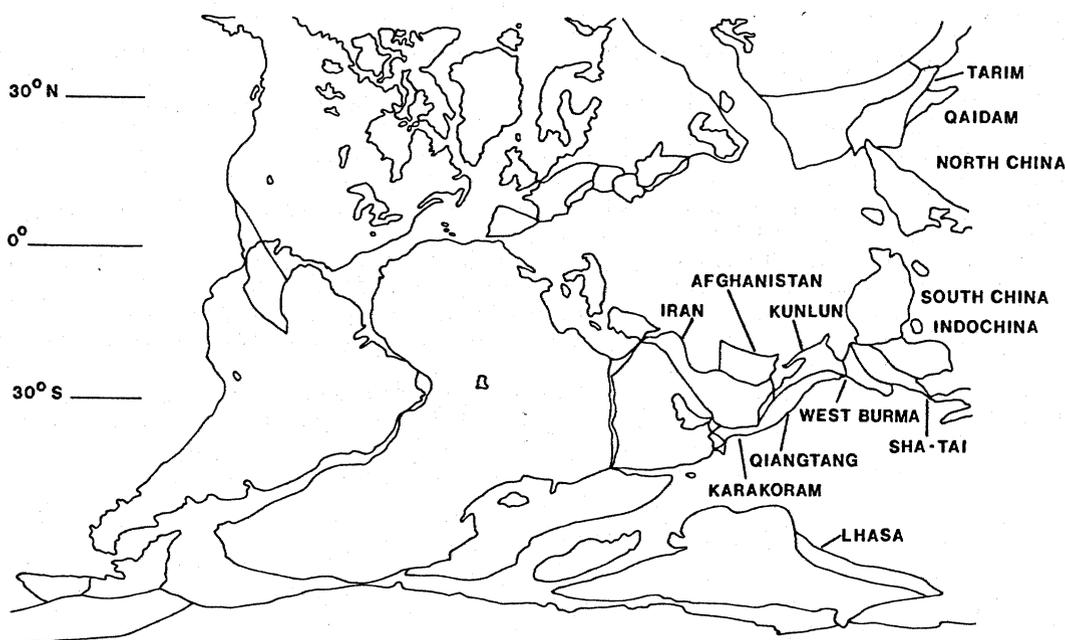 30° N
TARIM
QAIDAM
NORTH CHINA
0°
AFGHANISTAN
IRAN
KUNLUN
SOUTH CHINA
INDOCHINA
30° S
WEST BURMA
SHA-TAI
QIANGTANG
KARAKORAM
LHASA